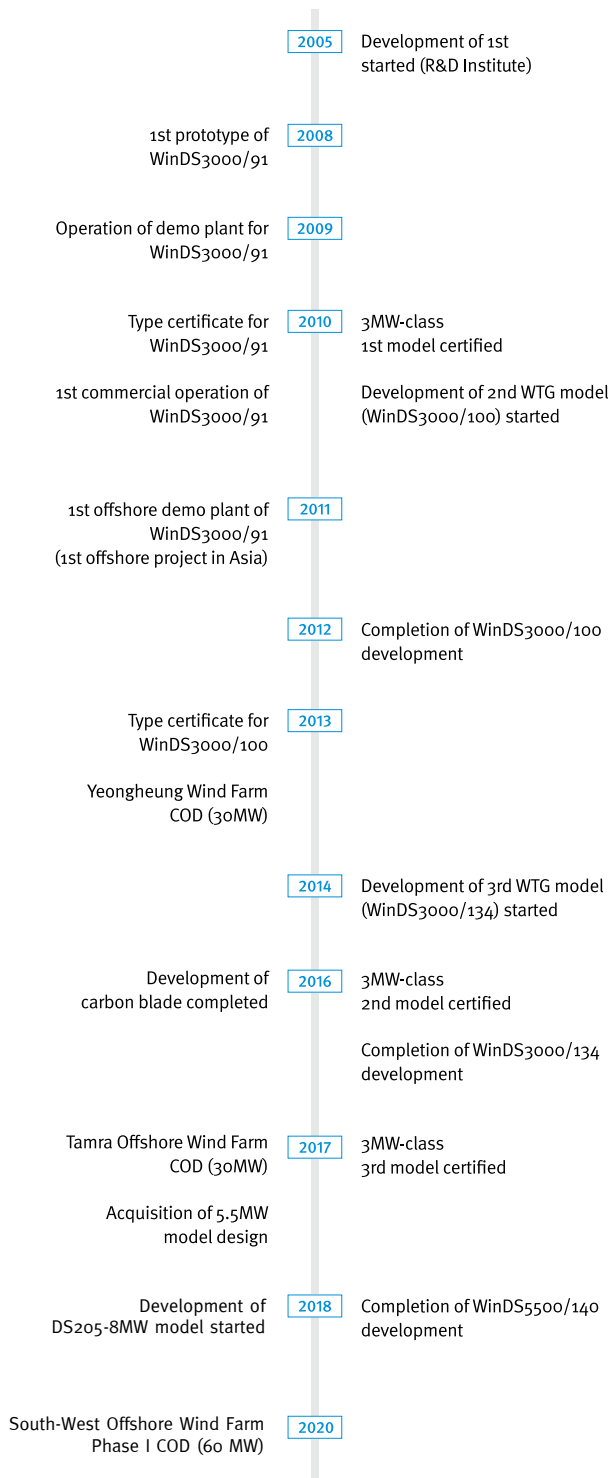 2005
Development of 1st
started (R&D Institute)
1st prototype of
WinDS3000/91
2008
Operation of demo plant for
WinDS3000/91
2009
Type certificate for
WinDS3000/91
1st commercial operation of
WinDS3000/91
2010
3MW-class
1st model certified
Development of 2nd WTG model
(WinDS3000/100) started
1st offshore demo plant of
WinDS3000/91
(1st offshore project in Asia)
2011
2012
Completion of WinDS3000/100
development
Type certificate for
WinDS3000/100
Yeongheung Wind Farm
COD (30MW)
2013
2014
Development of 3rd WTG model
(WinDS3000/134) started
Development of
carbon blade completed
2016
3MW-class
2nd model certified
Completion of WinDS3000/134
development
Tamra Offshore Wind Farm
COD (30MW)
Acquisition of 5.5MW
model design
2017
3MW-class
3rd model certified
Development of
DS205-8MW model started
2018
Completion of WinDS5500/140
development
South-West Offshore Wind Farm
Phase I COD (60 MW)
2020